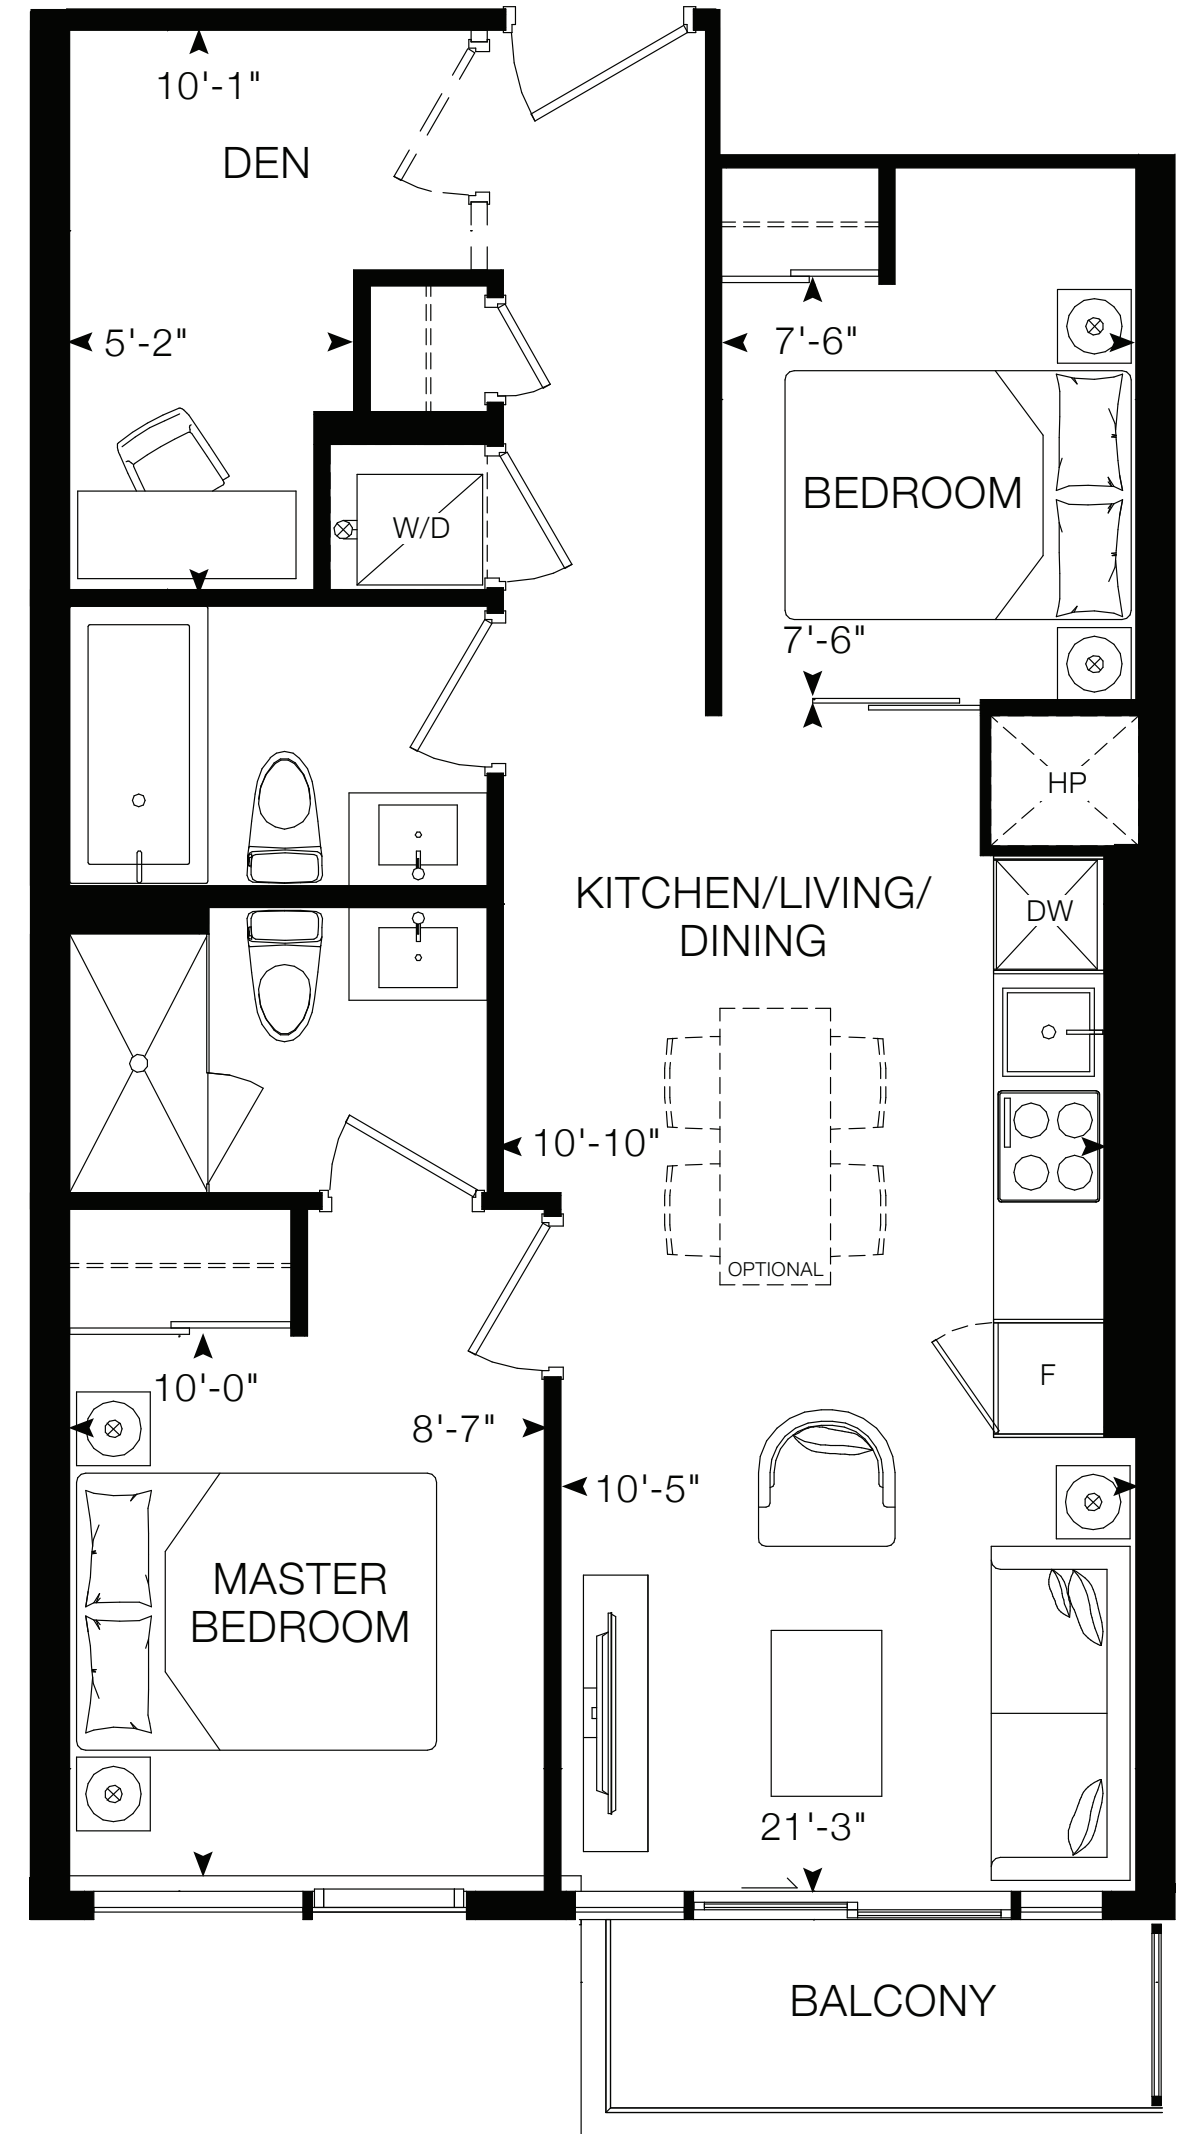 10'-1"
DEN
5'-2"
7'-6"
BEDROOM
W/D
7'-6"
HP
KITCHEN/LIVING/
DINING
DW
10'-10"
OPTIONAL
F
10'-0"
8'-7"
10'-5"
MASTER
BEDROOM
21'-3"
BALCONY